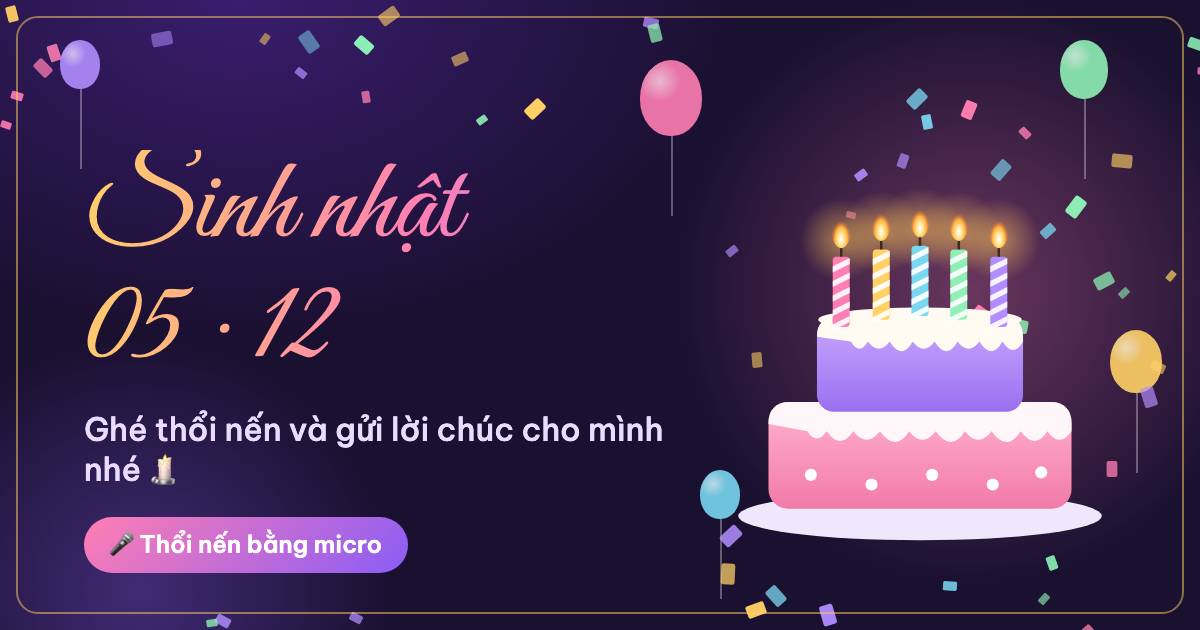 Sinh nhật
05 · 12
Ghé thổi nến và gửi lời chúc cho mình
nhé 🕯️
🎤 Thổi nến bằng micro